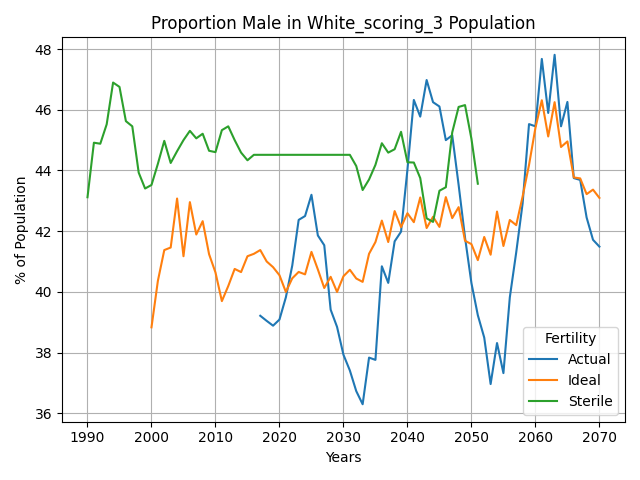 Proportion Male in White_scoring_3 Population
% of Population
48
46
44
42
40
38
36
1990
2000
2010
2020
2030
2040
2050
2060
2070
Years
Fertility
Actual
Ideal
Sterile